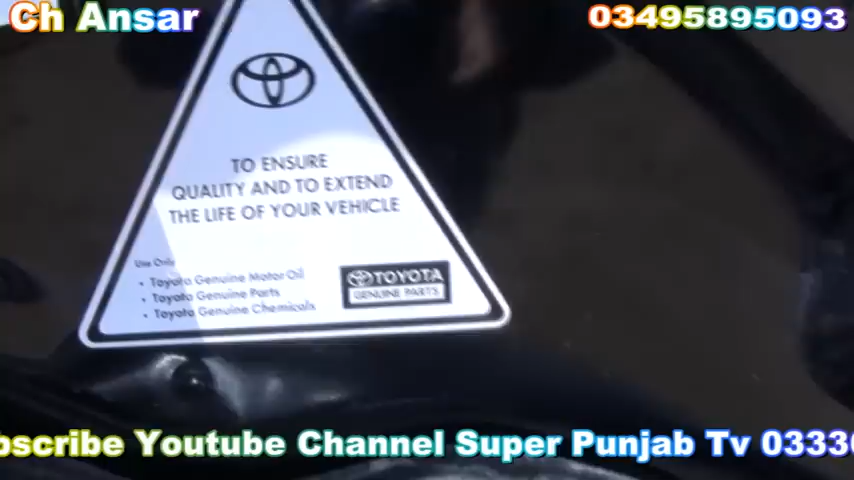 Ch Ansar
03495895093
TO ENSURE
QUALITY AND TO EXTEND
THE LIFE OF YOUR VEHICLE
Use Only
• Toyota Genuine Motor Oil
• Toyota Genuine Parts
• Toyota Genuine Chemicals
TOYOTA
GENUINE PARTS
bscribe Youtube Channel Super Punjab Tv 0333